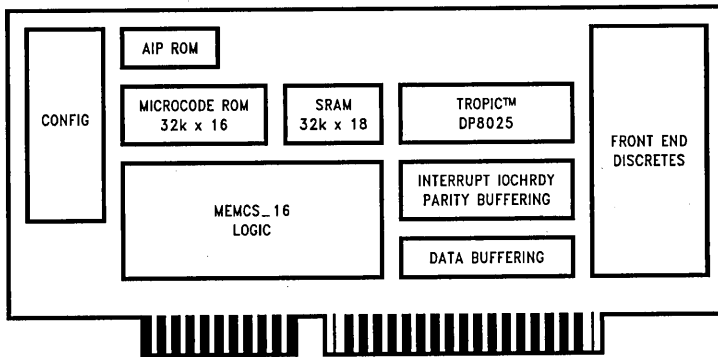 AIP ROM
CONFIG
MICROCODE ROM
32k x 16
SRAM
32k x 18
TROPIC™
DP8025
FRONT END
DISCRETES
MEMCS_16
LOGIC
INTERRUPT IOCHRDY
PARITY BUFFERING
DATA BUFFERING